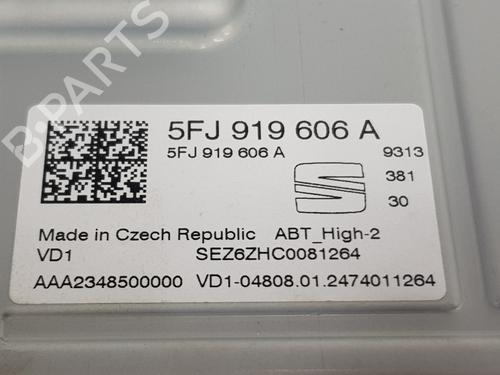 5FJ 919 606 A
5FJ 919 606 A 9313
381
30
Made in Czech Republic ABT_High-2
VD1 SEZ6ZHC0081264
AAA2348500000 VD1-04808.01.2474011264
B-PARTS